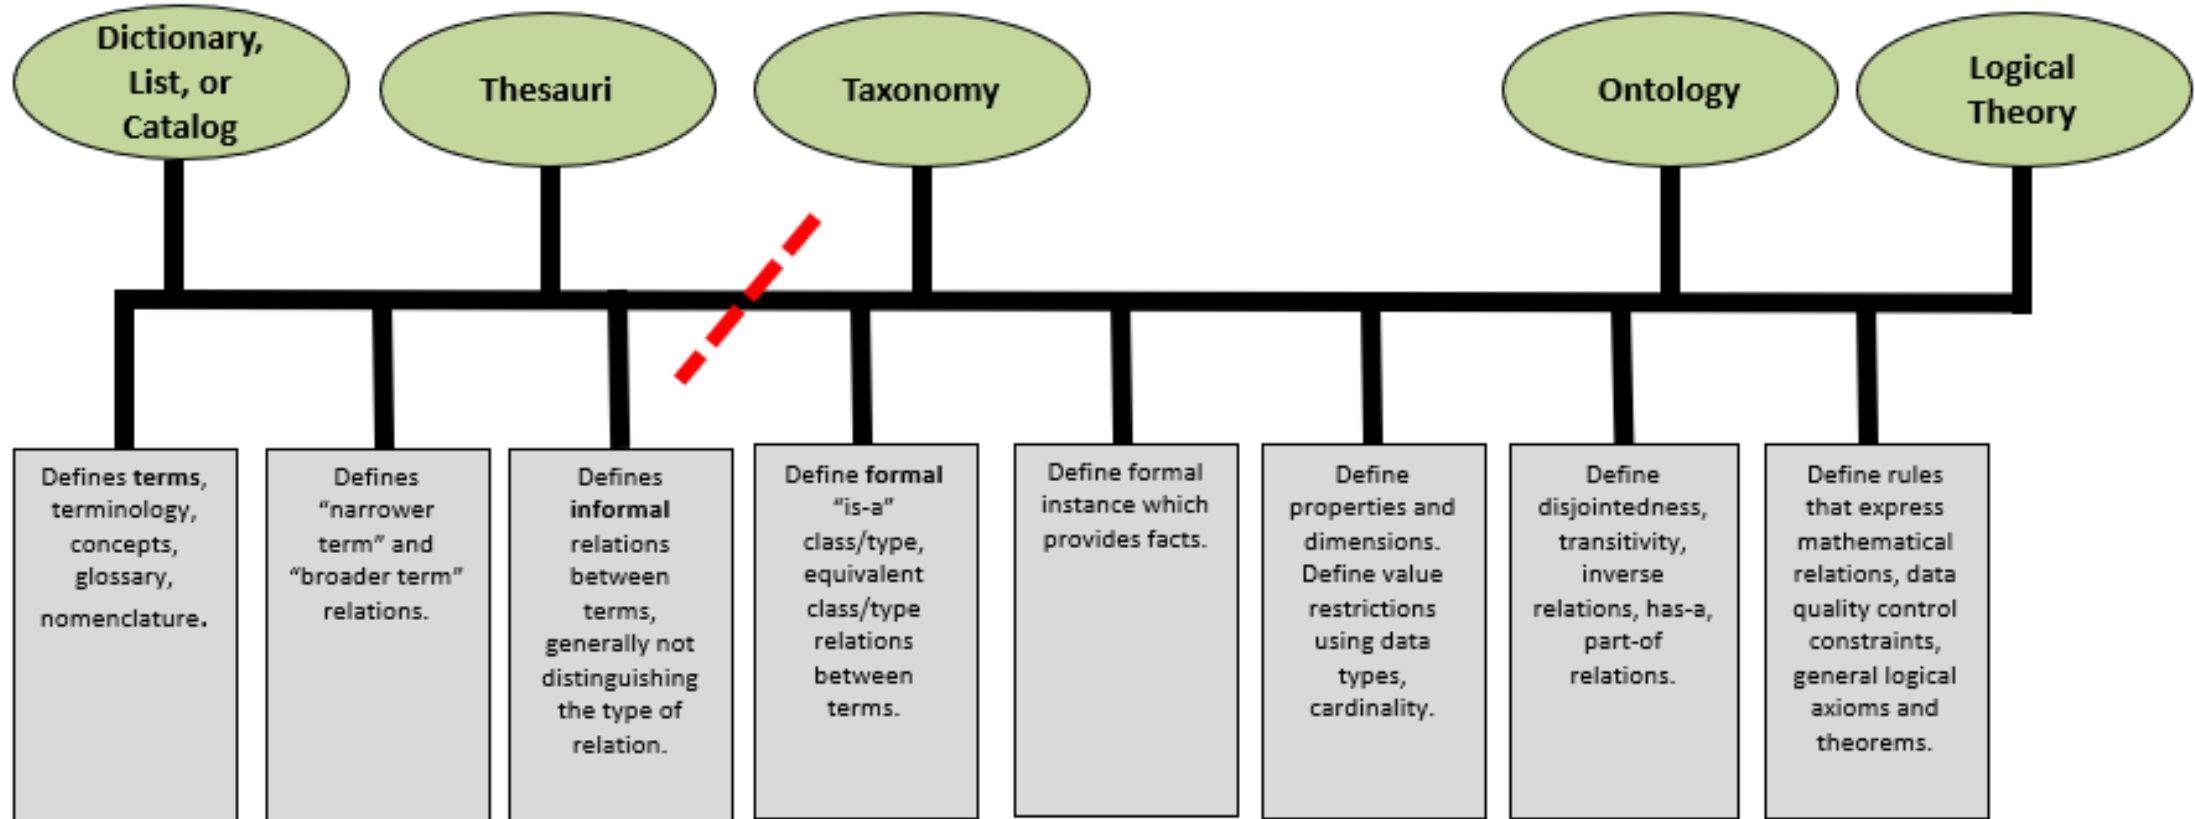 Dictionary,
List, or
Catalog
Thesauri
Taxonomy
Ontology
Logical
Theory
Defines terms,
terminology,
concepts,
glossary,
nomenclature.
Defines
“narrower
term” and
“broader term”
relations.
Defines
informal
relations
between
terms,
generally not
distinguishing
the type of
relation.
Define formal
“is-a”
class/type,
equivalent
class/type
relations
between
terms.
Define formal
instance which
provides facts.
Define
properties and
dimensions.
Define value
restrictions
using data
types,
cardinality.
Define
disjointedness,
transitivity,
inverse
relations, has-a,
part-of
relations.
Define rules
that express
mathematical
relations, data
quality control
constraints,
general logical
axioms and
theorems.